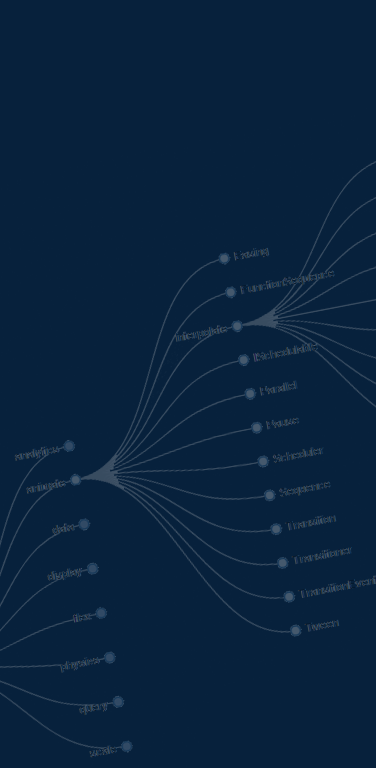 Easing
FunctionSequence
interpolate
ISchedulable
Parallel
Pause
Scheduler
Sequence
Transition
Transitioner
TransitionEvent
Tween
analytics
animate
data
display
flex
physics
query
scale